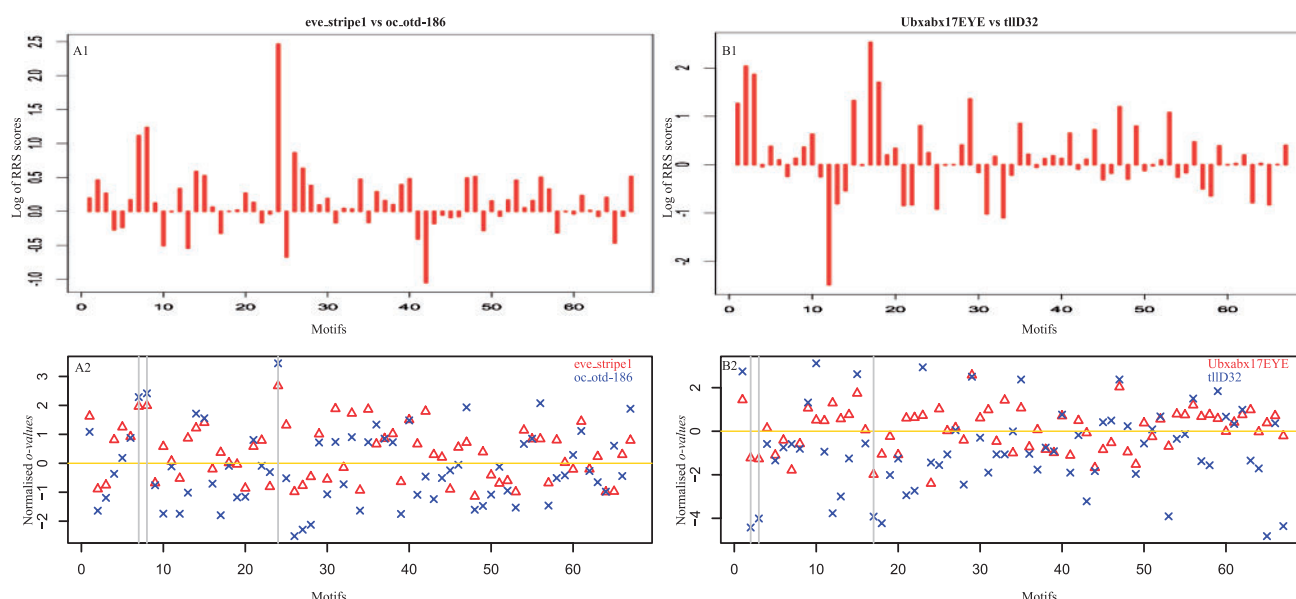 eve_stripe1 vs oc_otd-186
A1
Log of RRS scores
2.5
2.0
1.5
1.0
0.5
0.0
-0.5
-1.0
0 10 20 30 40 50 60
Motifs
Ubxabx17EYE vs tllD32
B1
Log of RRS scores
2
1
0
-1
-2
0 10 20 30 40 50 60
Motifs
A2
eve_stripe1
oc_otd-186
Normalised o-values
3
2
1
0
−1
−2
0 10 20 30 40 50 60
Motifs
B2
Ubxabx17EYE
tllD32
Normalised o-values
2
0
−2
−4
0 10 20 30 40 50 60
Motifs